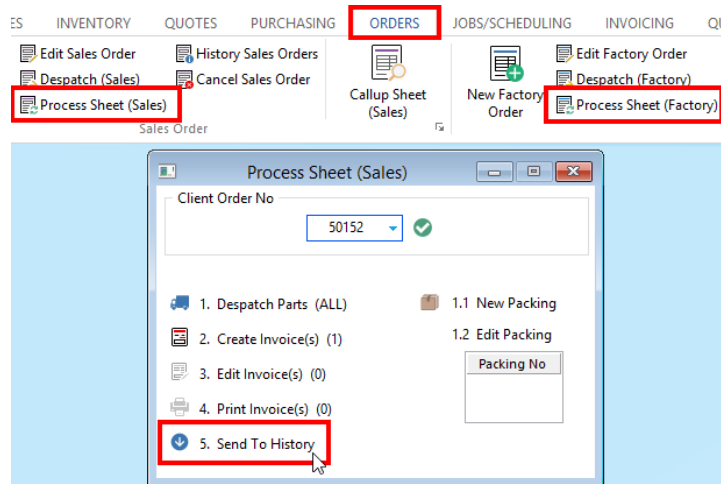 ES INVENTORY QUOTES PURCHASING ORDERS JOBS/SCHEDULING INVOICING QU
Edit Sales Order History Sales Orders Edit Factory Order
Despatch (Sales) Cancel Sales Order Callup Sheet New Factory Despatch (Factory)
Process Sheet (Sales) (Sales) Order Process Sheet (Factory)
Sales Order
Process Sheet (Sales)
Client Order No
50152
1. Despatch Parts (ALL) 1.1 New Packing
2. Create Invoice(s) (1) 1.2 Edit Packing
3. Edit Invoice(s) (0) Packing No
4. Print Invoice(s) (0)
5. Send To History